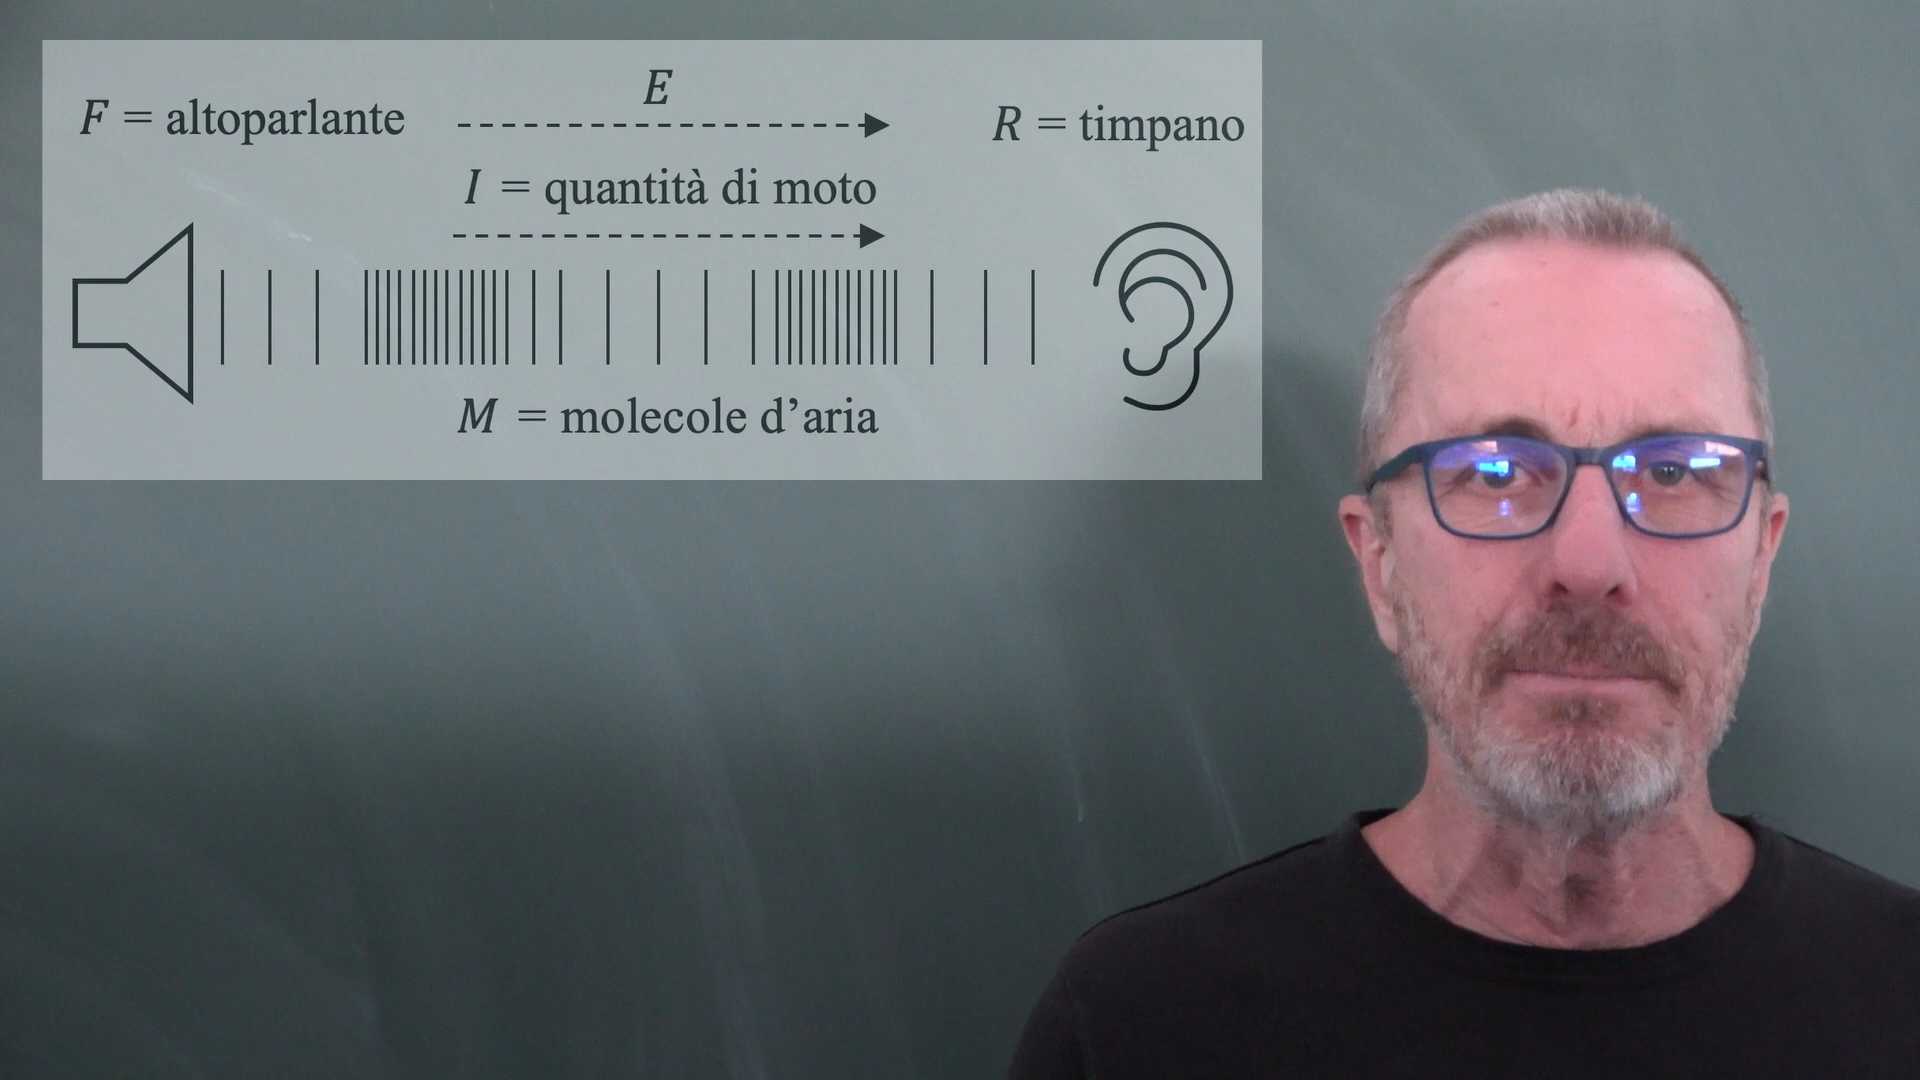 E
F = altoparlante
R = timpano
I = quantità di moto
M = molecole d’aria